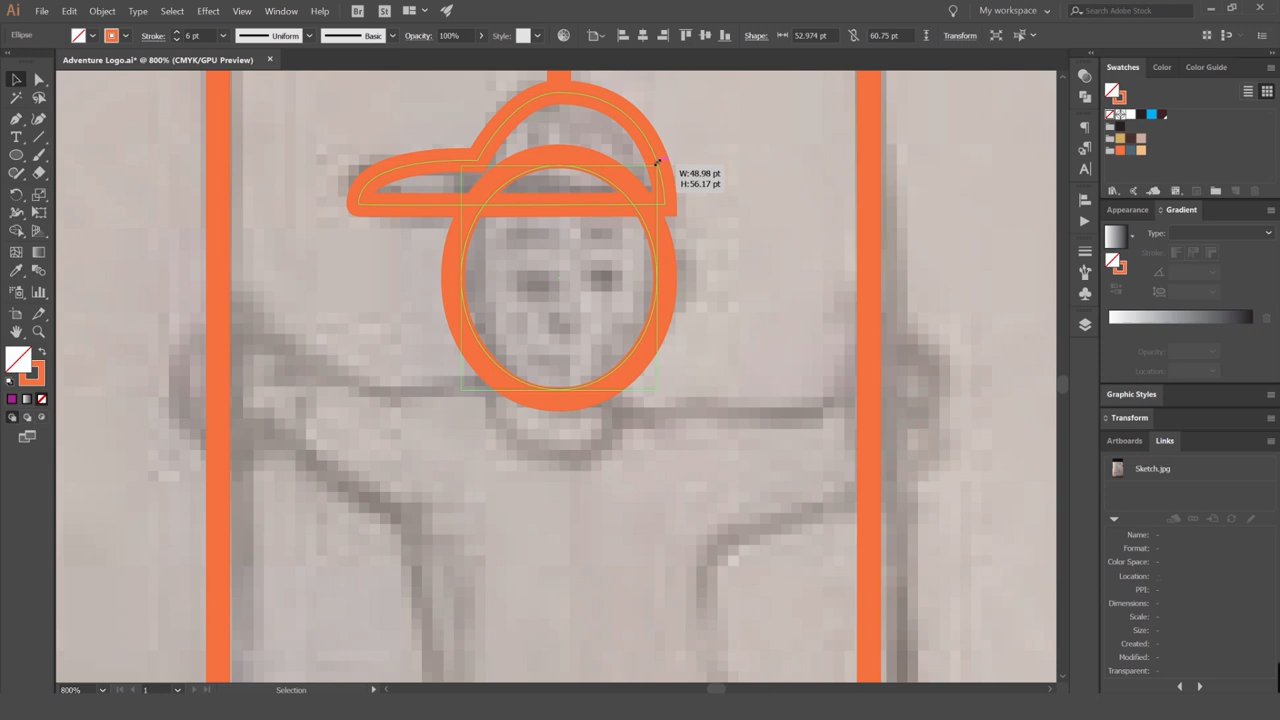 Ai File Edit Object Type Select Effect View Window Help Br St My workspace Search Adobe Stock
Ellipse Stroke: 6 pt Uniform Basic Opacity: 100% Style: Shape: 52.974 pt 60.75 pt Transform
Adventure Logo.ai* @ 800% (CMYK/GPU Preview)
Swatches Color Color Guide
W:48.98 pt
H:56.17 pt
Appearance Gradient
Type:
Stroke:
Opacity:
Location:
Graphic Styles
Transform
Artboards Links
Sketch.jpg
Name: -
Format: -
Color Space: -
Location: -
PPI: -
Dimensions: -
Scale: -
Created: -
Modified: -
Transparent: -
800% 1 Selection